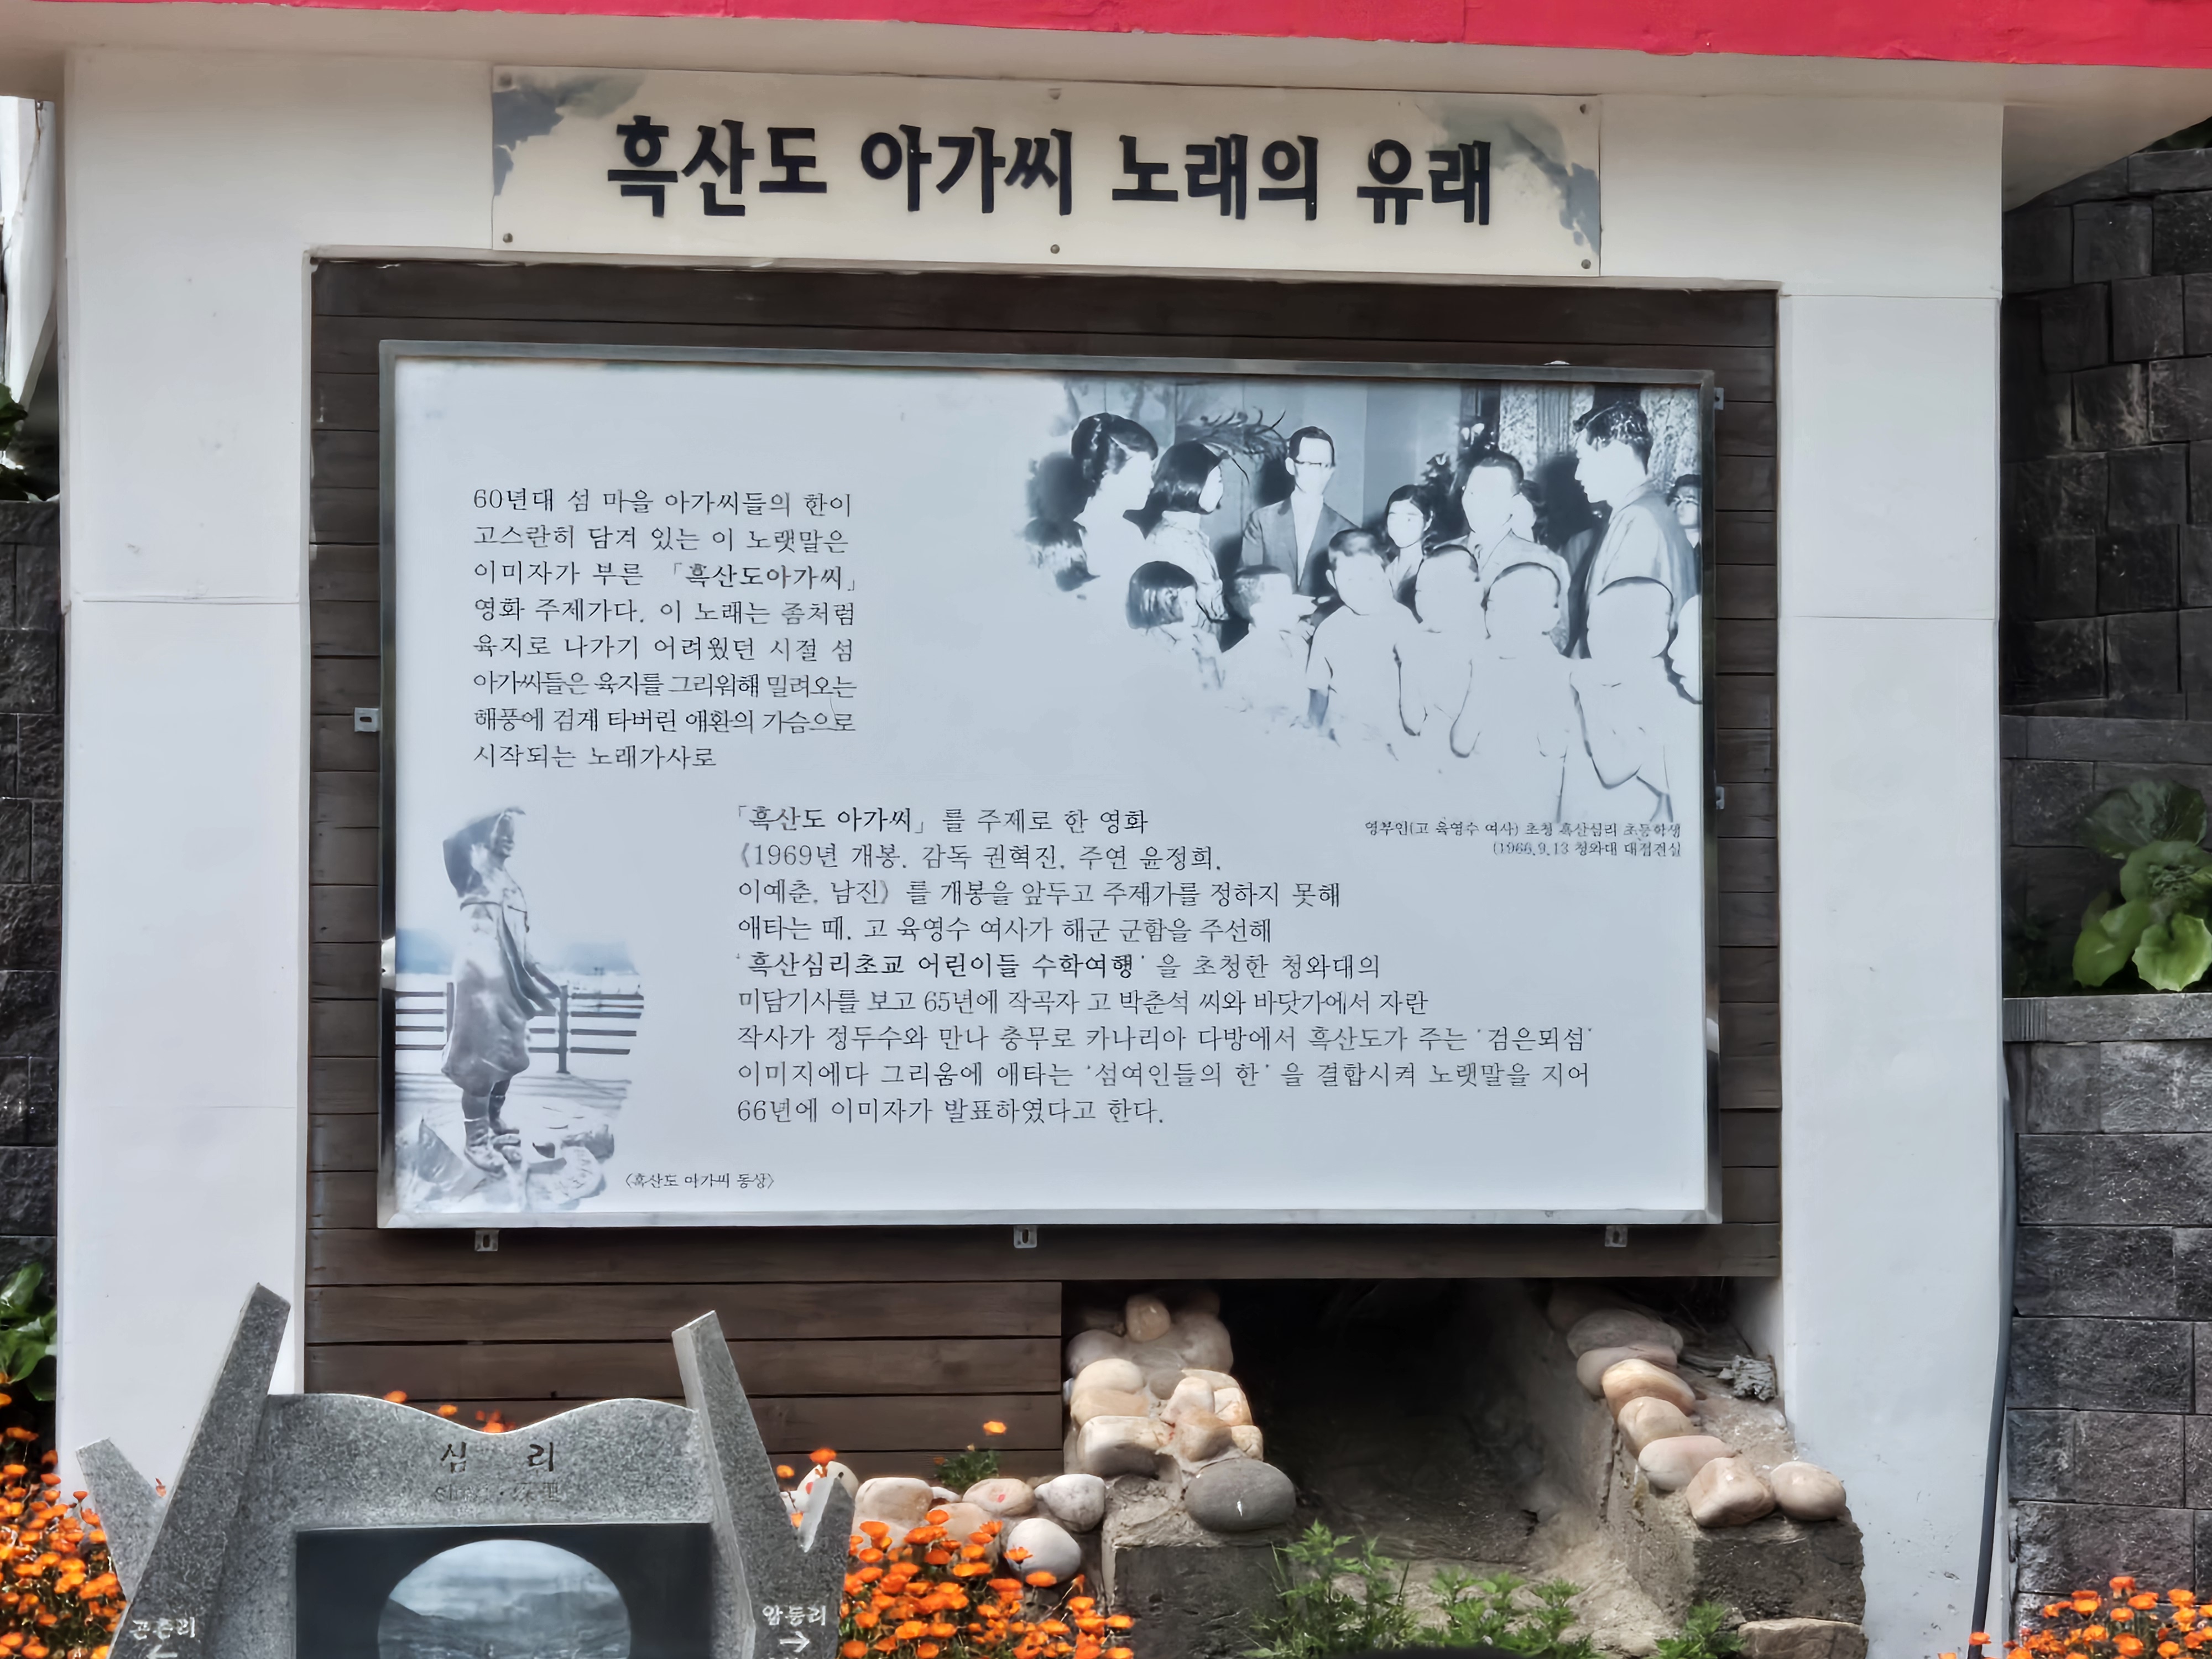 흑산도 아가씨 노래의 유래
60년대 섬 마을 아가씨들의 한이
고스란히 담겨 있는 이 노랫말은
이미자가 부른 「흑산도아가씨」
영화 주제가다. 이 노래는 좀처럼
육지로 나가기 어려웠던 시절 섬
아가씨들은 육지를 그리워해 밀려오는
해풍에 검게 타버린 애환의 가슴으로
시작되는 노래가사로
「흑산도 아가씨」를 주제로 한 영화
《1969년 개봉. 감독 권혁진. 주연 윤정희.
이예춘. 남진》를 개봉을 앞두고 주제가를 정하지 못해
애타는 때. 고 육영수 여사가 해군 군함을 주선해
'흑산심리초교 어린이들 수학여행'을 초청한 청와대의
미담기사를 보고 65년에 작곡자 고 박춘석 씨와 바닷가에서 자란
작사가 정두수와 만나 충무로 카나리아 다방에서 흑산도가 주는 '검은뫼섬'
이미지에다 그리움에 애타는 '섬여인들의 한'을 결합시켜 노랫말을 지어
66년에 이미자가 발표하였다고 한다.
영부인(고 육영수 여사) 초청 흑산심리 초등학생
(1966.9.13 청와대 대접견실
〈흑산도 아가씨 동상〉
심 리
곤촌리
암동리
→